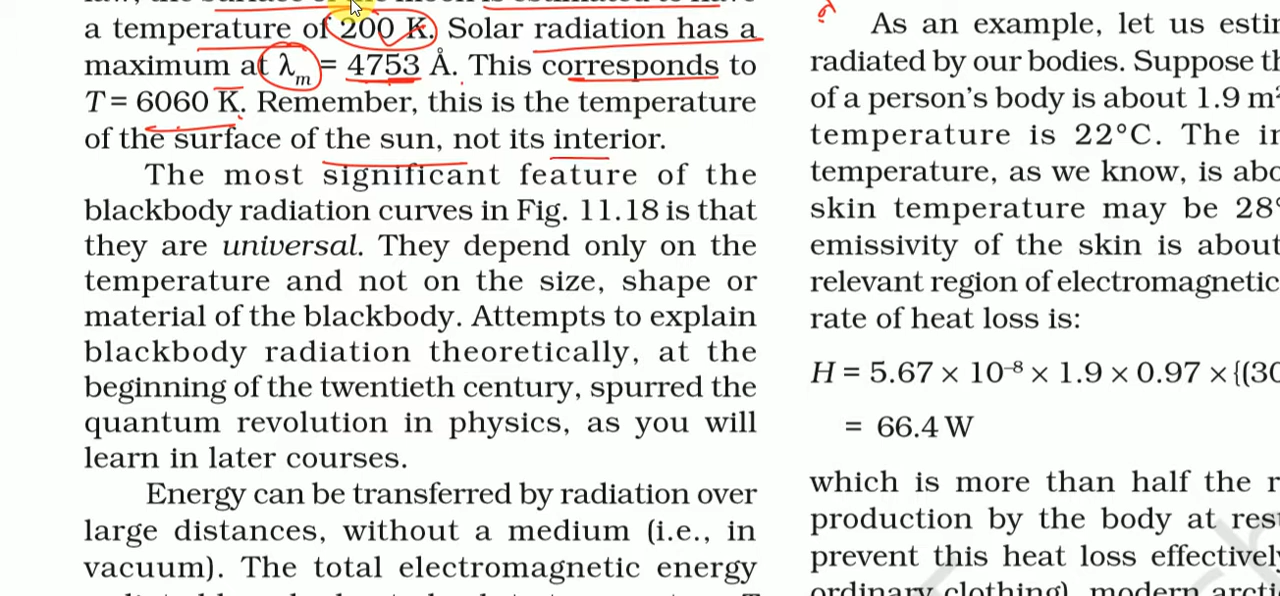 a temperature of 200 K. Solar radiation has a
maximum at λm = 4753 Å. This corresponds to
T = 6060 K. Remember, this is the temperature
of the surface of the sun, not its interior.
The most significant feature of the
blackbody radiation curves in Fig. 11.18 is that
they are universal. They depend only on the
temperature and not on the size, shape or
material of the blackbody. Attempts to explain
blackbody radiation theoretically, at the
beginning of the twentieth century, spurred the
quantum revolution in physics, as you will
learn in later courses.
Energy can be transferred by radiation over
large distances, without a medium (i.e., in
vacuum). The total electromagnetic energy
As an example, let us
radiated by our bodies. Suppose
of a person's body is about 1.9 m²
temperature is 22°C. The
temperature, as we know, is
skin temperature may be 28°
emissivity of the skin is about
relevant region of electromagnetic
rate of heat loss is:
H = 5.67 × 10⁻⁸ × 1.9 × 0.97 × {(30
= 66.4 W
which is more than half the
production by the body at
prevent this heat loss
ordinary clothing), modern